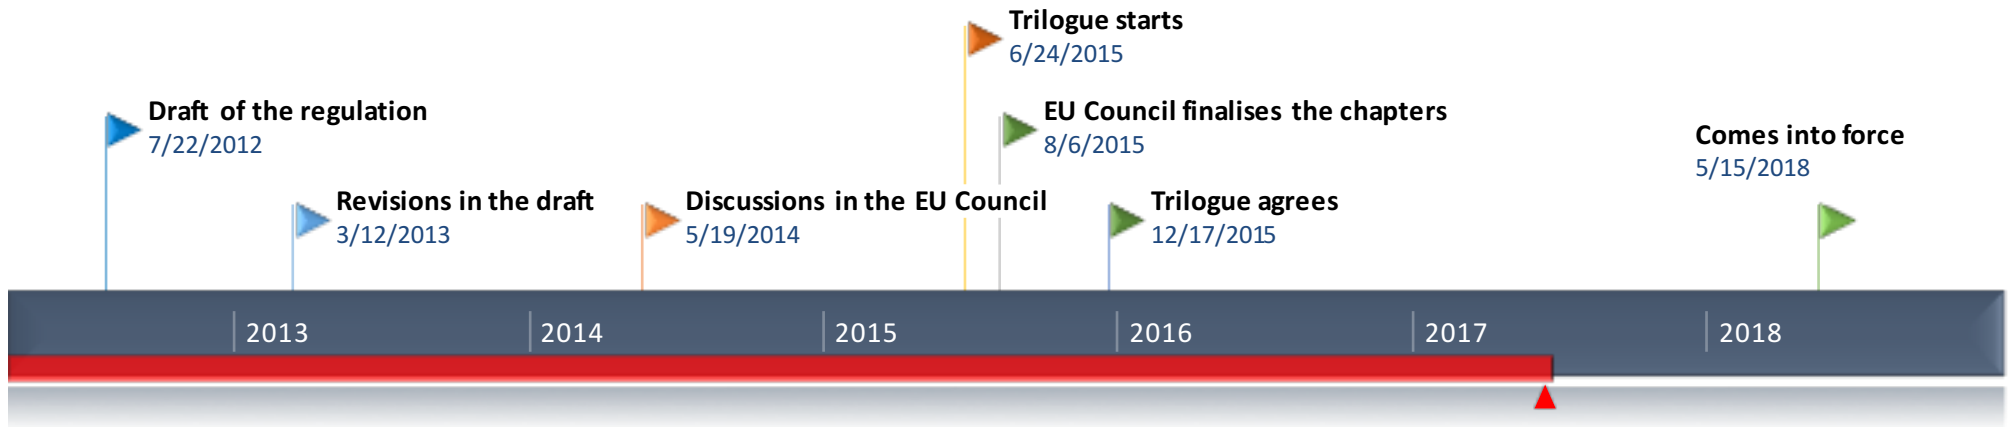 Trilogue starts
6/24/2015
Draft of the regulation
7/22/2012
EU Council finalises the chapters
8/6/2015
Comes into force
5/15/2018
Revisions in the draft
3/12/2013
Discussions in the EU Council
5/19/2014
Trilogue agrees
12/17/2015
2013
2014
2015
2016
2017
2018